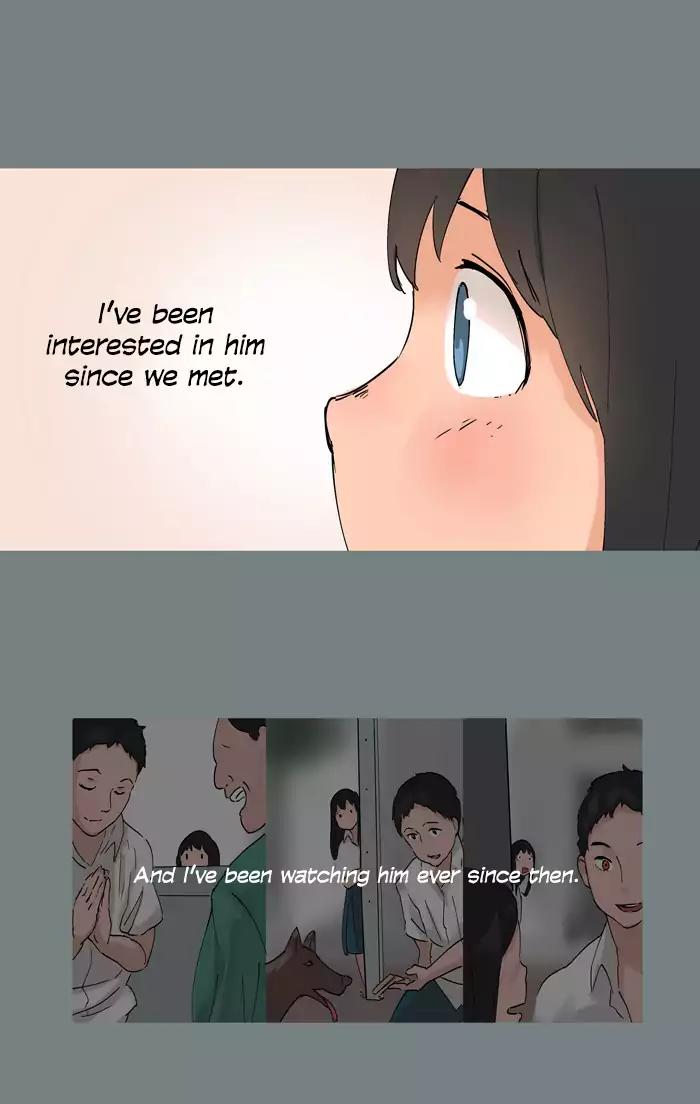 I've been
interested in him
since we met.
And I've been watching him ever since then.